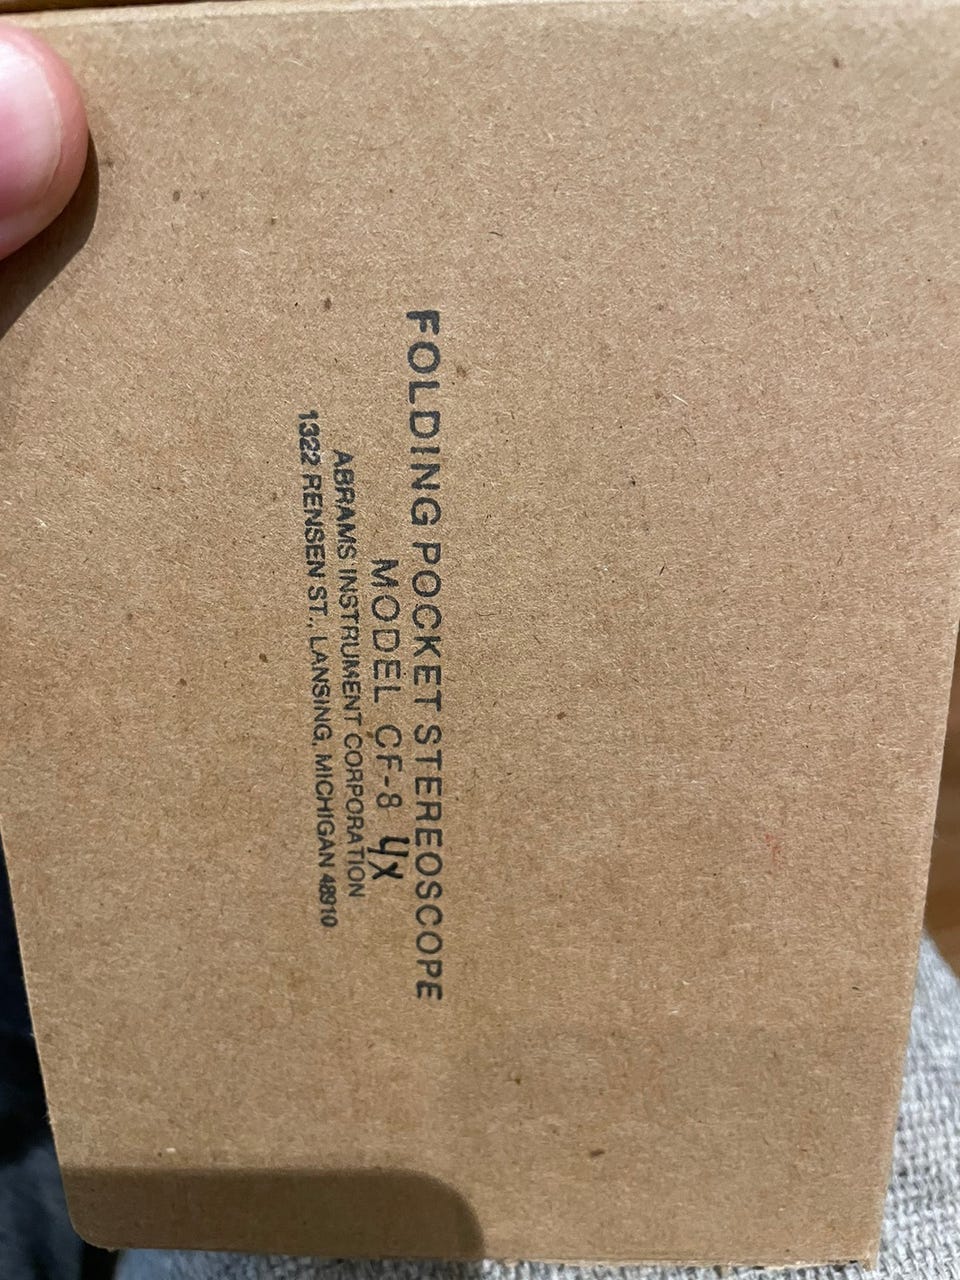 FOLDING POCKET STEREOSCOPE
MODEL CF-8 4X
ABRAMS INSTRUMENT CORPORATION
1322 RENSEN ST., LANSING, MICHIGAN 48910